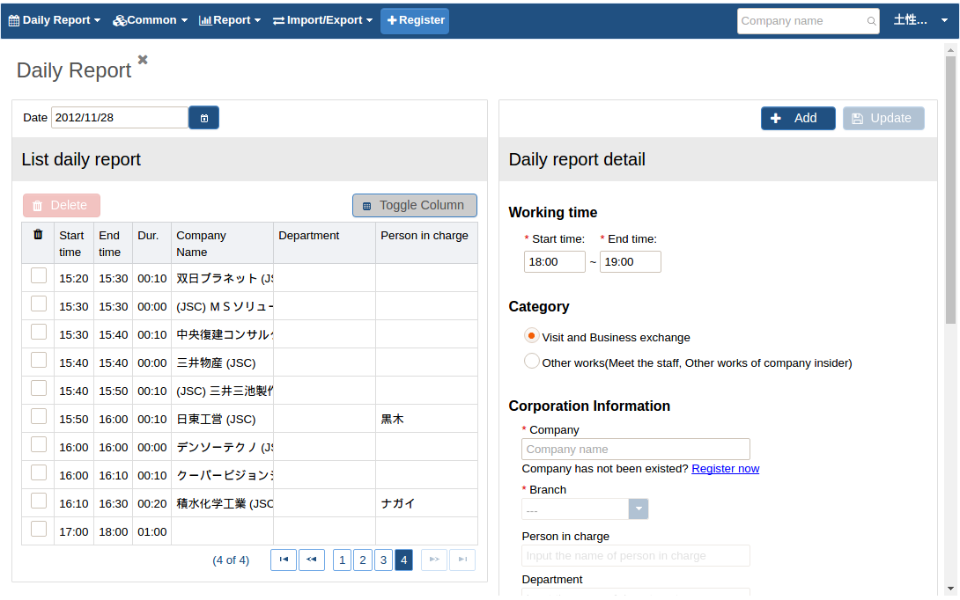 Daily Report Common Report Import/Export Register Company name 土性...
Daily Report
Date 2012/11/28
Add Update
List daily report
Daily report detail
Delete Toggle Column
Start time End time Dur. Company Name Department Person in charge
15:20 15:30 00:10 双日プラネット (JS
15:30 15:30 00:00 (JSC) ＭＳソリュー
15:30 15:40 00:10 中央復建コンサル
15:40 15:40 00:00 三井物産 (JSC)
15:40 15:50 00:10 (JSC) 三井三池製作
15:50 16:00 00:10 日東工営 (JSC) 黒木
16:00 16:00 00:00 デンソーテクノ (JS
16:00 16:10 00:10 クーパービジョン
16:10 16:30 00:20 積水化学工業 (JSC ナガイ
17:00 18:00 01:00
(4 of 4) 1 2 3 4
Working time
* Start time: * End time:
18:00 ~ 19:00
Category
Visit and Business exchange
Other works(Meet the staff, Other works of company insider)
Corporation Information
* Company
Company name
Company has not been existed? Register now
* Branch
---
Person in charge
Input the name of person in charge
Department